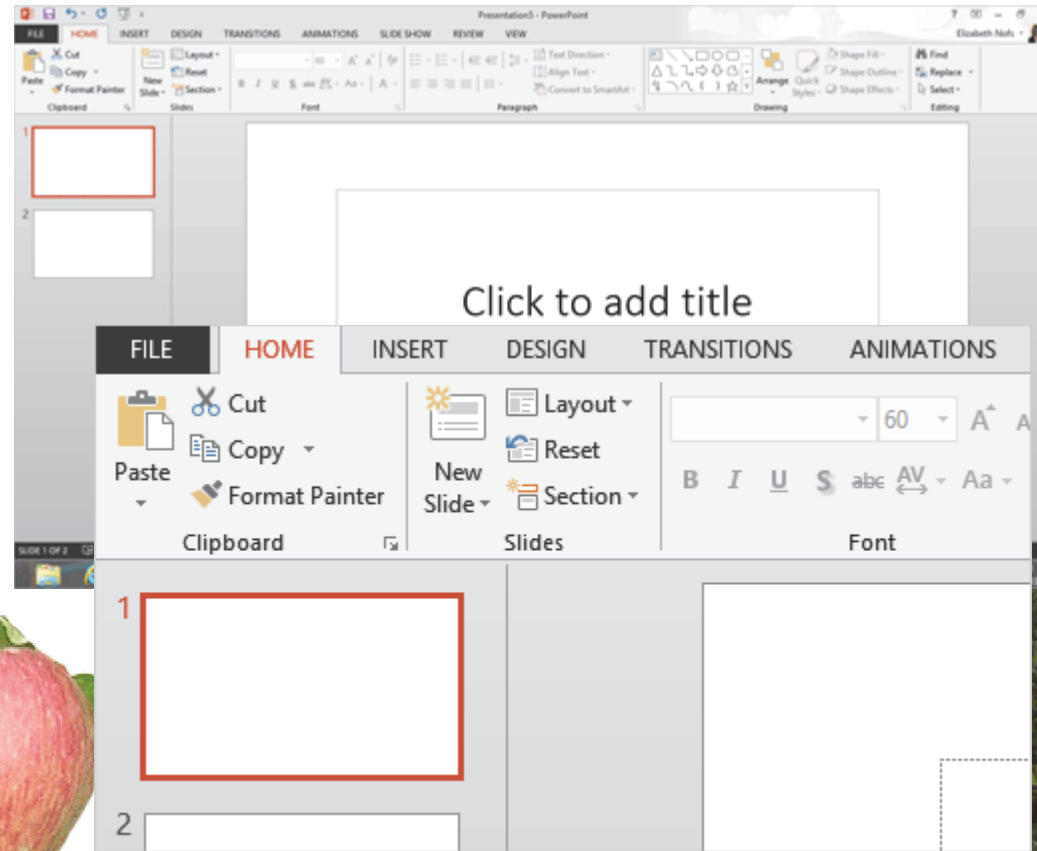 Presentation5 - PowerPoint
FILE HOME INSERT DESIGN TRANSITIONS ANIMATIONS SLIDE SHOW REVIEW VIEW
Paste
Cut
Copy
Format Painter
Clipboard
New
Slide
Layout
Reset
Section
Slides
60
B I U S abc AV Aa A
Font
Text Direction
Align Text
Convert to SmartArt
Paragraph
Arrange
Quick
Styles
Shape Fill
Shape Outline
Shape Effects
Drawing
Find
Replace
Select
Editing
1
2
Click to add title
SLIDE 1 OF 2
FILE HOME INSERT DESIGN TRANSITIONS ANIMATIONS
Paste
Cut
Copy
Format Painter
Clipboard
New
Slide
Layout
Reset
Section
Slides
60 A A
B I U S abc AV Aa
Font
1
2